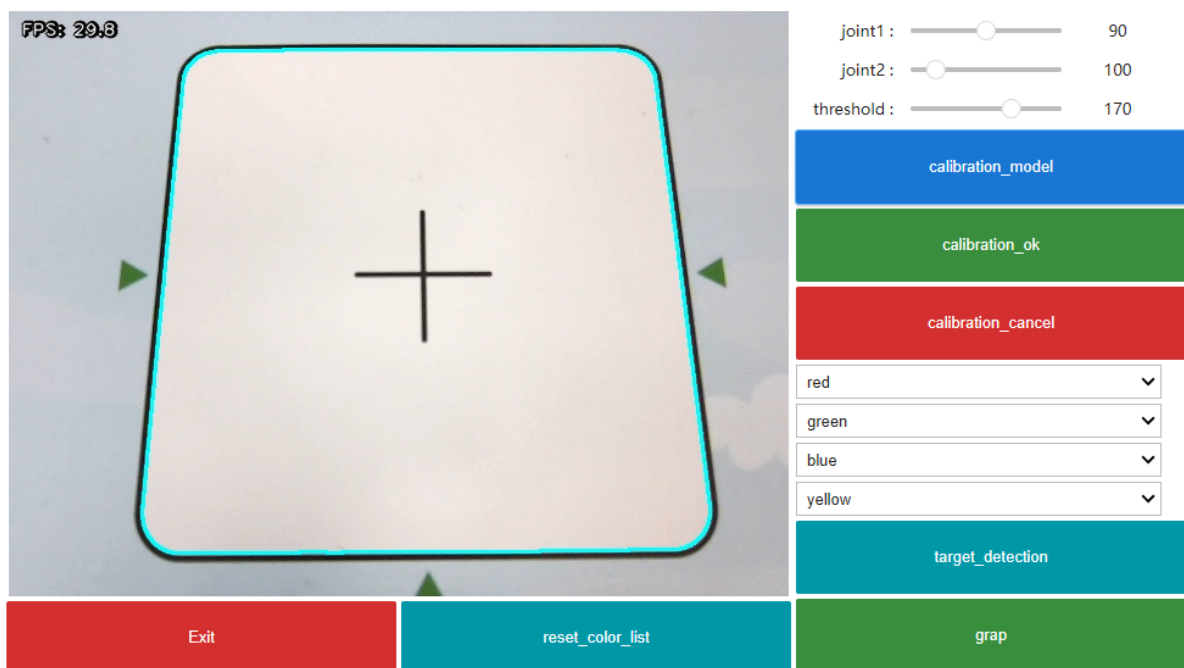 FPS: 29.8
joint1 : 90
joint2 : 100
threshold : 170
calibration_model
calibration_ok
calibration_cancel
red
green
blue
yellow
target_detection
Exit
reset_color_list
grap